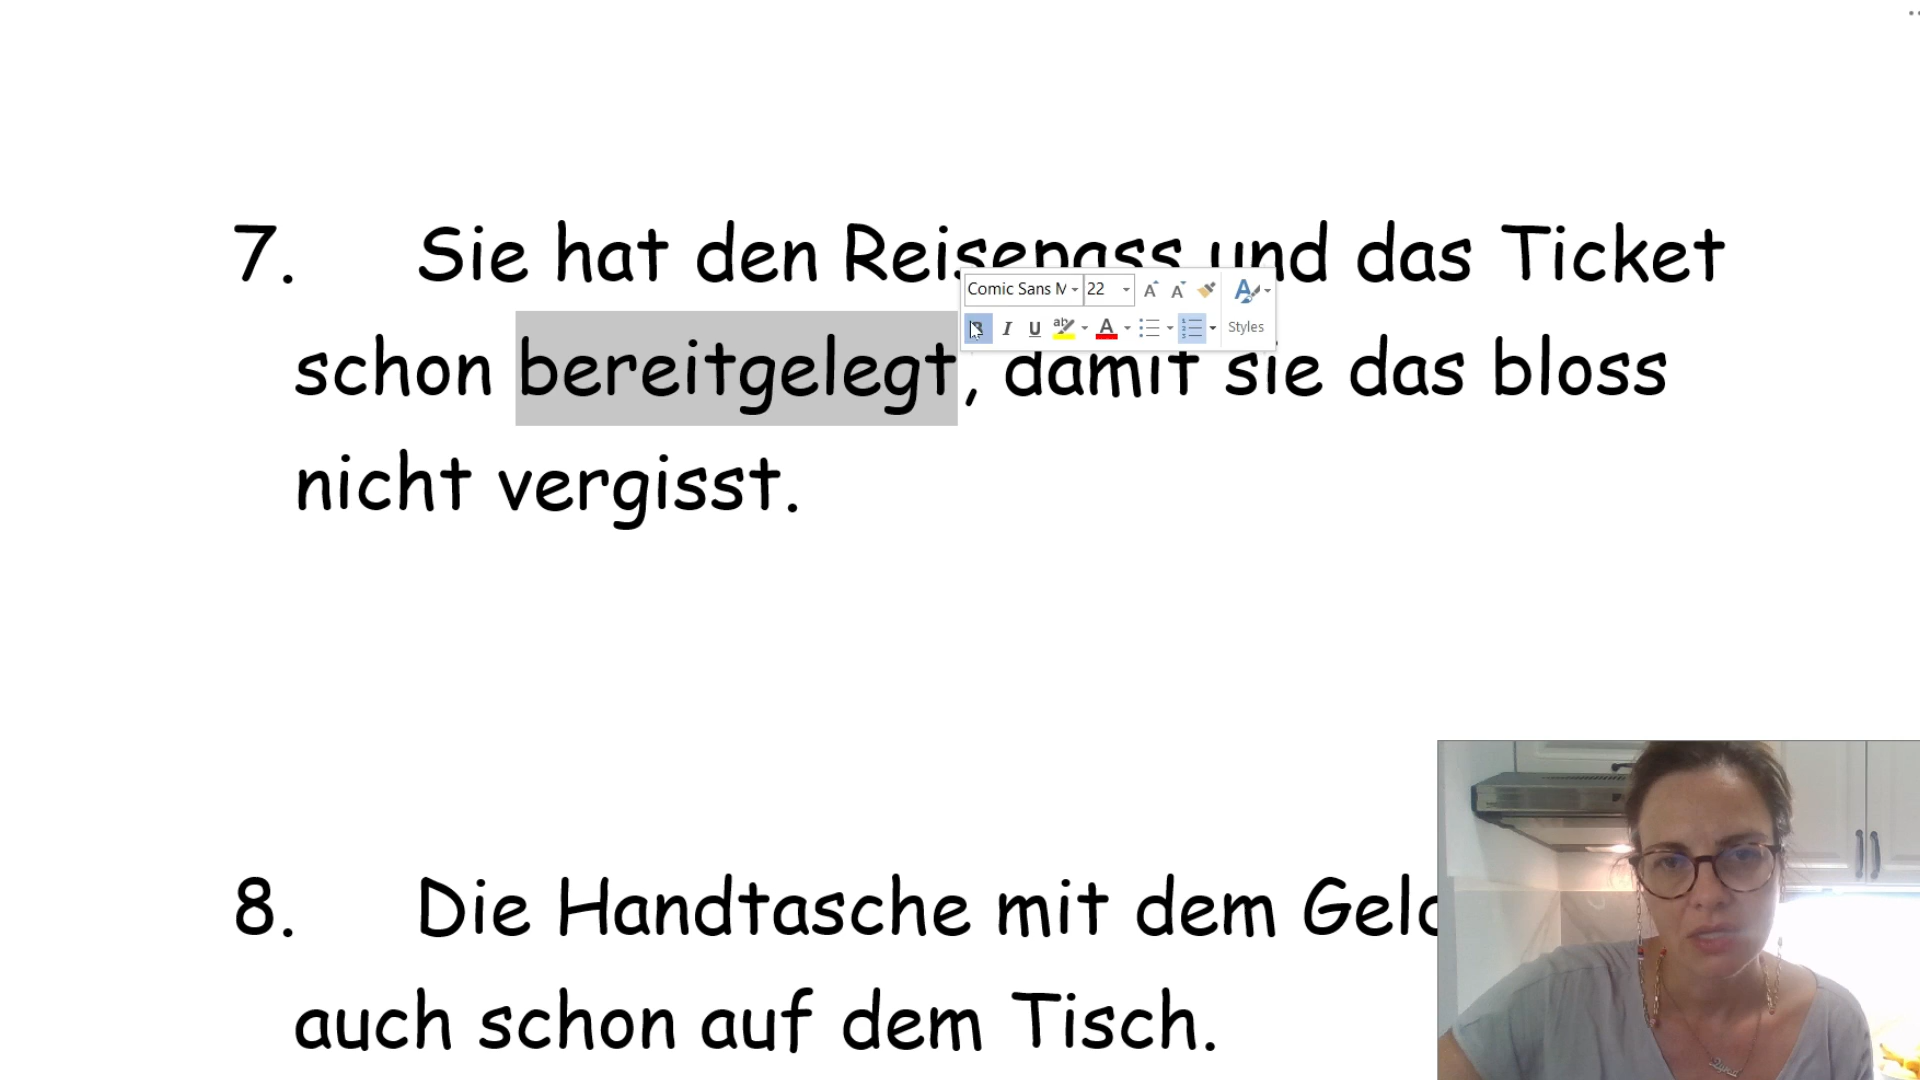 7. Sie hat den Reisepass und das Ticket
Comic Sans M 22
B I U ab A Styles
schon bereitgelegt, damit sie das bloss
nicht vergisst.
8. Die Handtasche mit dem
auch schon auf dem Tisch.